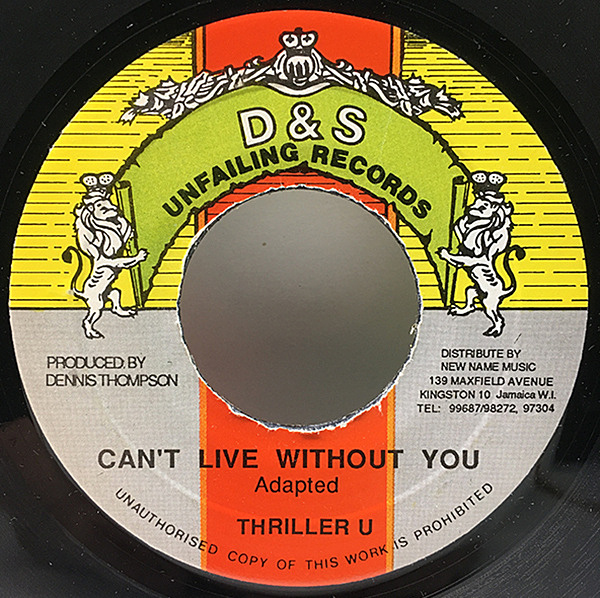 D & S
UNFAILING RECORDS
PRODUCED. BY
DENNIS THOMPSON
DISTRIBUTE BY
NEW NAME MUSIC
139 MAXFIELD AVENUE
KINGSTON 10 Jamaica W.I.
TEL: 99687/98272, 97304
CAN'T LIVE WITHOUT YOU
Adapted
THRILLER U
UNAUTHORISED COPY OF THIS WORK IS PROHIBITED